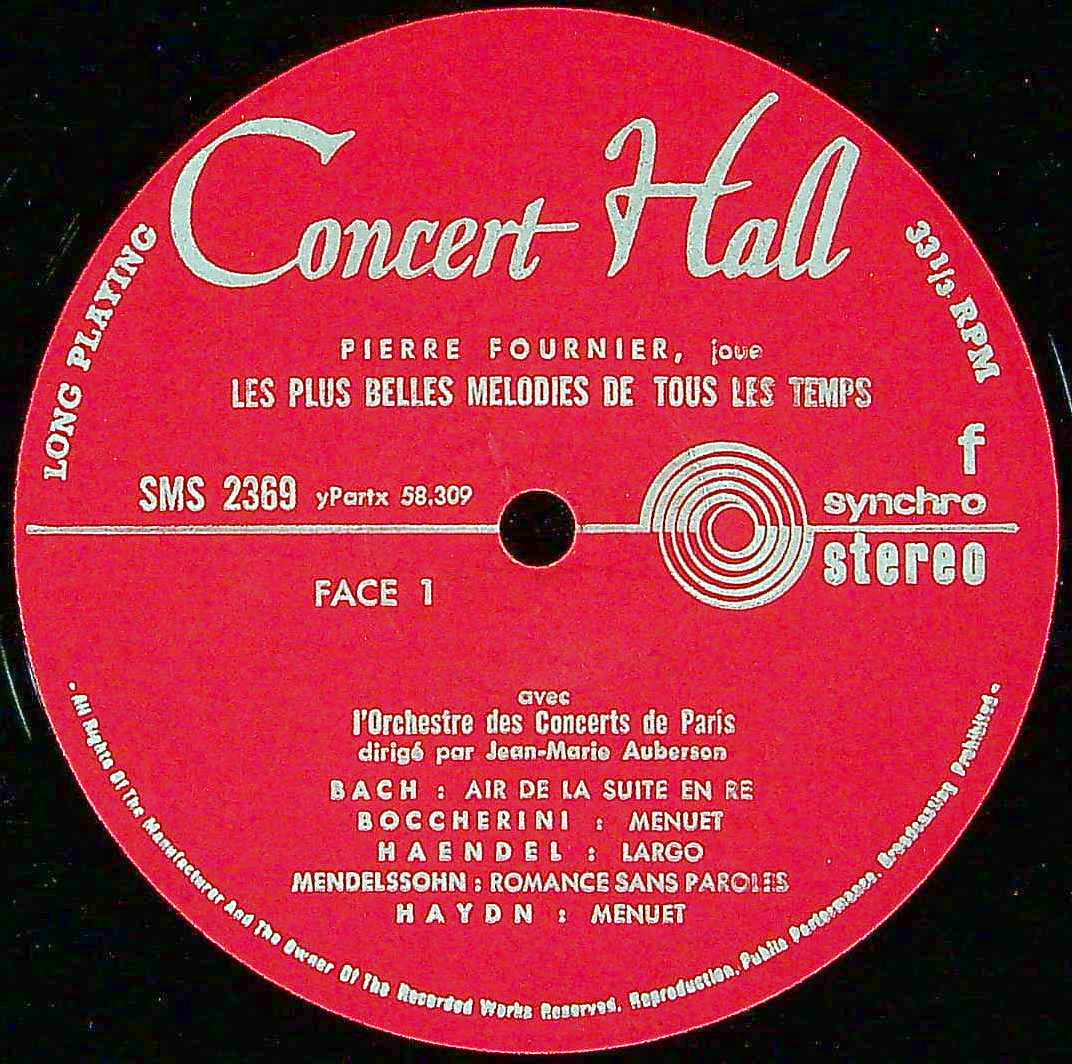 Concert Hall
LONG PLAYING
33 1/3 RPM
PIERRE FOURNIER, joue
LES PLUS BELLES MELODIES DE TOUS LES TEMPS
f
SMS 2369 yPartx 58.309
synchro
stereo
FACE 1
avec
l'Orchestre des Concerts de Paris
dirigé par Jean-Marie Auberson
BACH : AIR DE LA SUITE EN RE
BOCCHERINI : MENUET
HAENDEL : LARGO
MENDELSSOHN : ROMANCE SANS PAROLES
HAYDN : MENUET
- All Rights Of The Manufacturer And The Owner Of The Recorded Works Reserved. Reproduction, Public Performance, Broadcasting Prohibited -